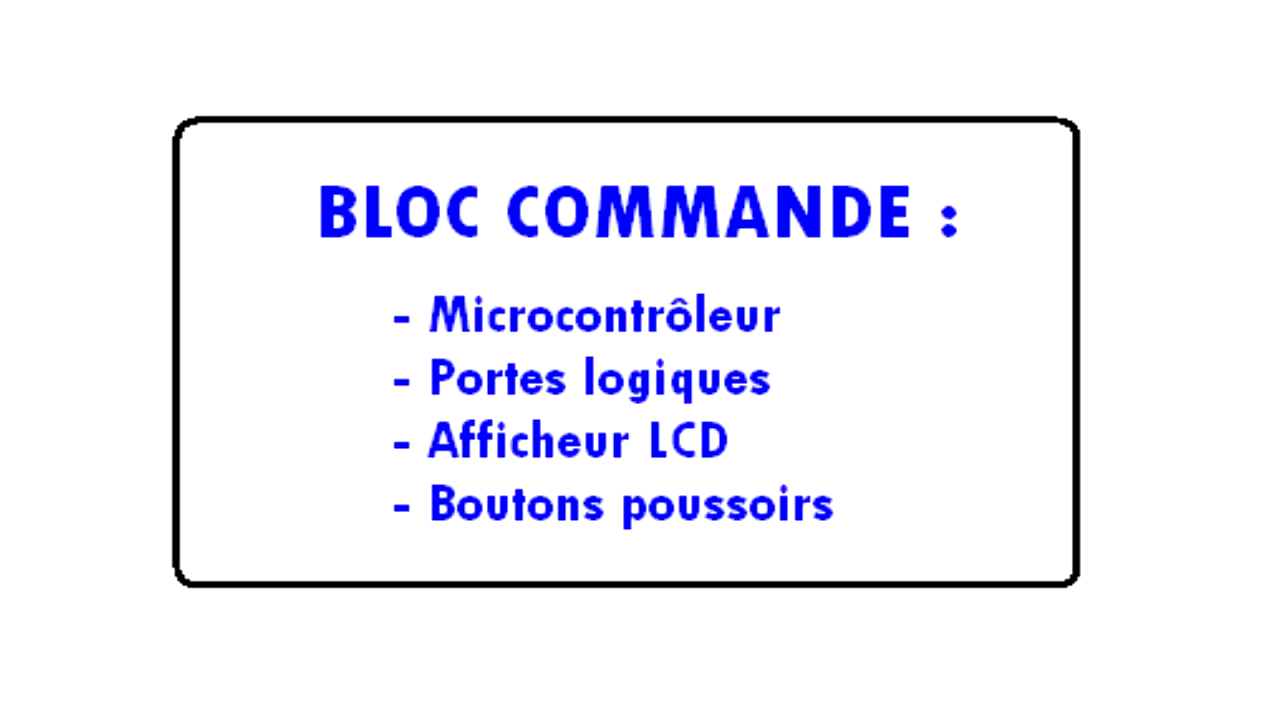 BLOC COMMANDE :
- Microcontrôleur
- Portes logiques
- Afficheur LCD
- Boutons poussoirs